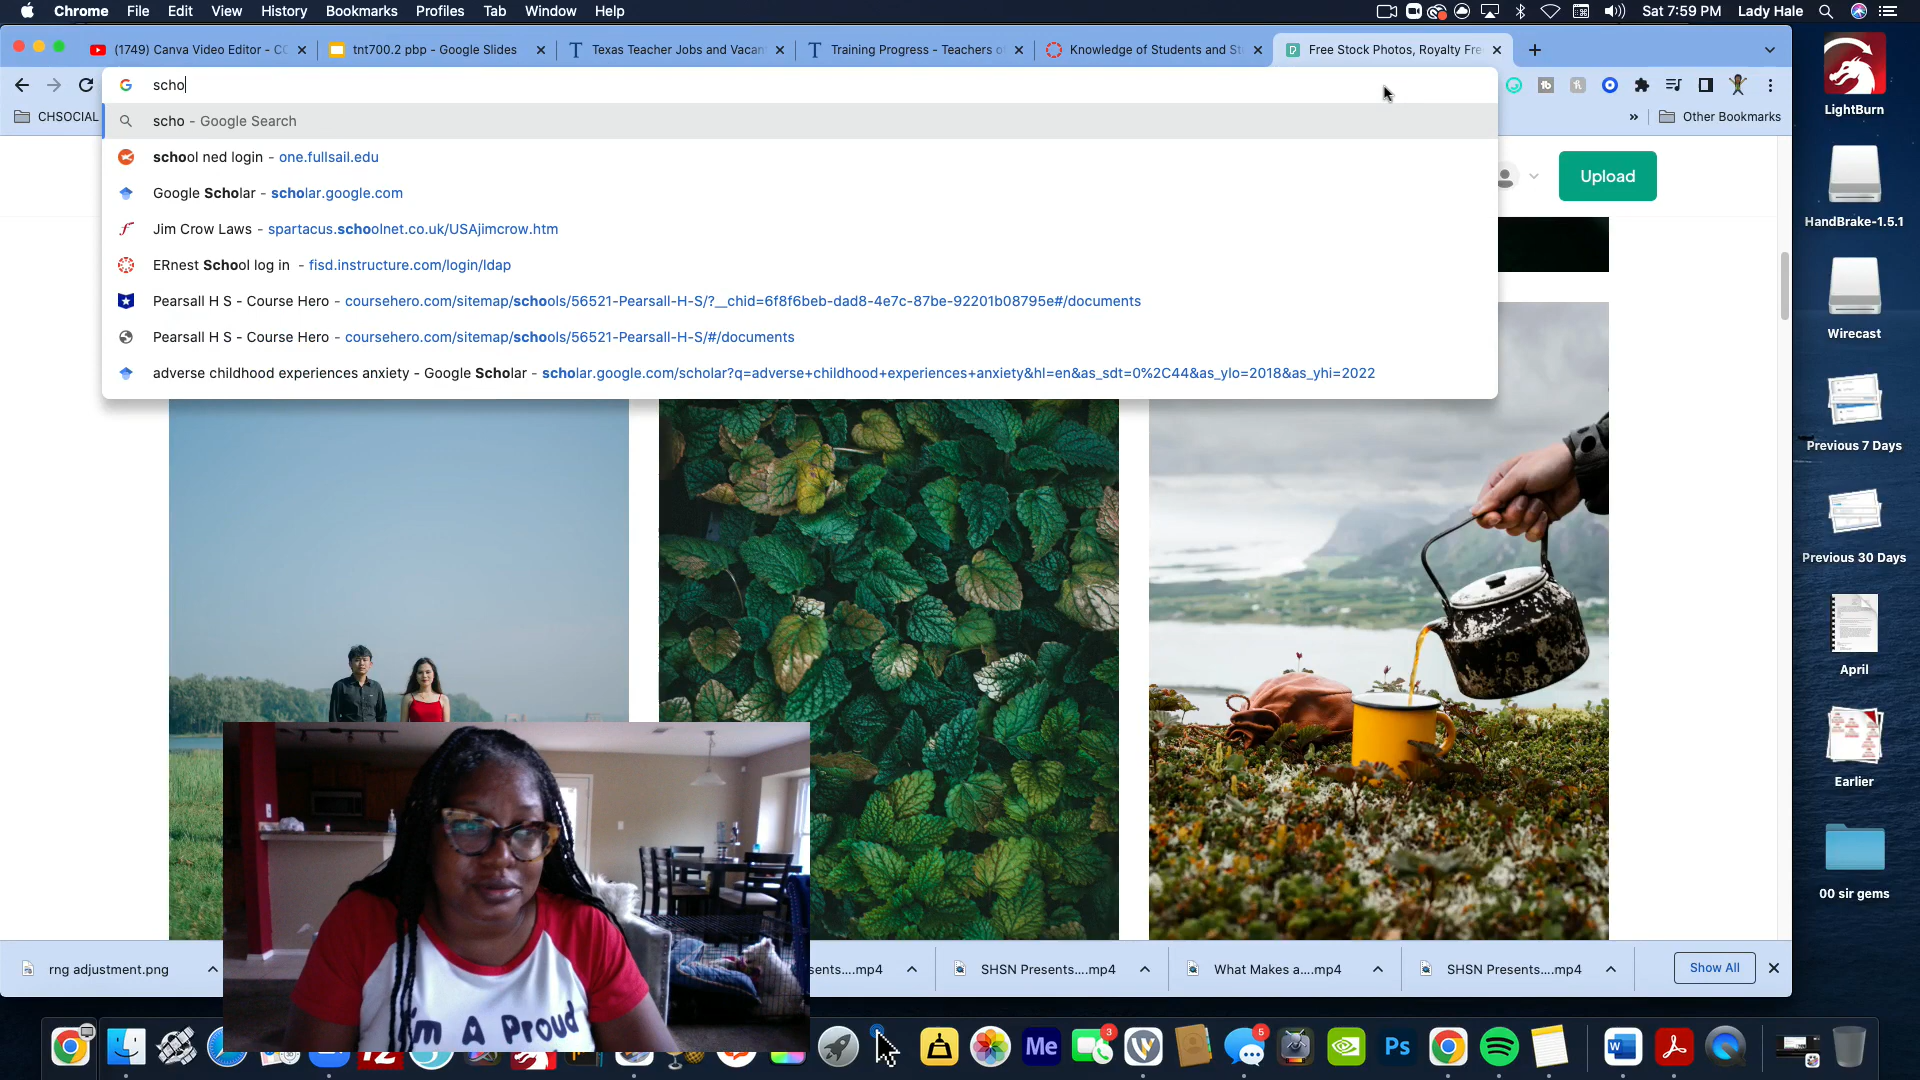 Chrome File Edit View History Bookmarks Profiles Tab Window Help Sat 7:59 PM Lady Hale
(1749) Canva Video Editor - CO
tnt700.2 pbp - Google Slides
Texas Teacher Jobs and Vacan
Training Progress - Teachers o
Knowledge of Students and St
Free Stock Photos, Royalty Fre
scho
CHSOCIAL
Other Bookmarks
scho - Google Search
school ned login - one.fullsail.edu
Google Scholar - scholar.google.com
Jim Crow Laws - spartacus.schoolnet.co.uk/USAjimcrow.htm
ERnest School log in - fisd.instructure.com/login/ldap
Pearsall H S - Course Hero - coursehero.com/sitemap/schools/56521-Pearsall-H-S/?__chid=6f8f6beb-dad8-4e7c-87be-92201b08795e#/documents
Pearsall H S - Course Hero - coursehero.com/sitemap/schools/56521-Pearsall-H-S/#/documents
adverse childhood experiences anxiety - Google Scholar - scholar.google.com/scholar?q=adverse+childhood+experiences+anxiety&hl=en&as_sdt=0%2C44&as_ylo=2018&as_yhi=2022
Upload
LightBurn
HandBrake-1.5.1
Wirecast
Previous 7 Days
Previous 30 Days
April
Earlier
00 sir gems
I'm A Proud
rng adjustment.png
sents....mp4
SHSN Presents....mp4
What Makes a....mp4
SHSN Presents....mp4
Show All
Me
3
5
Ps
W